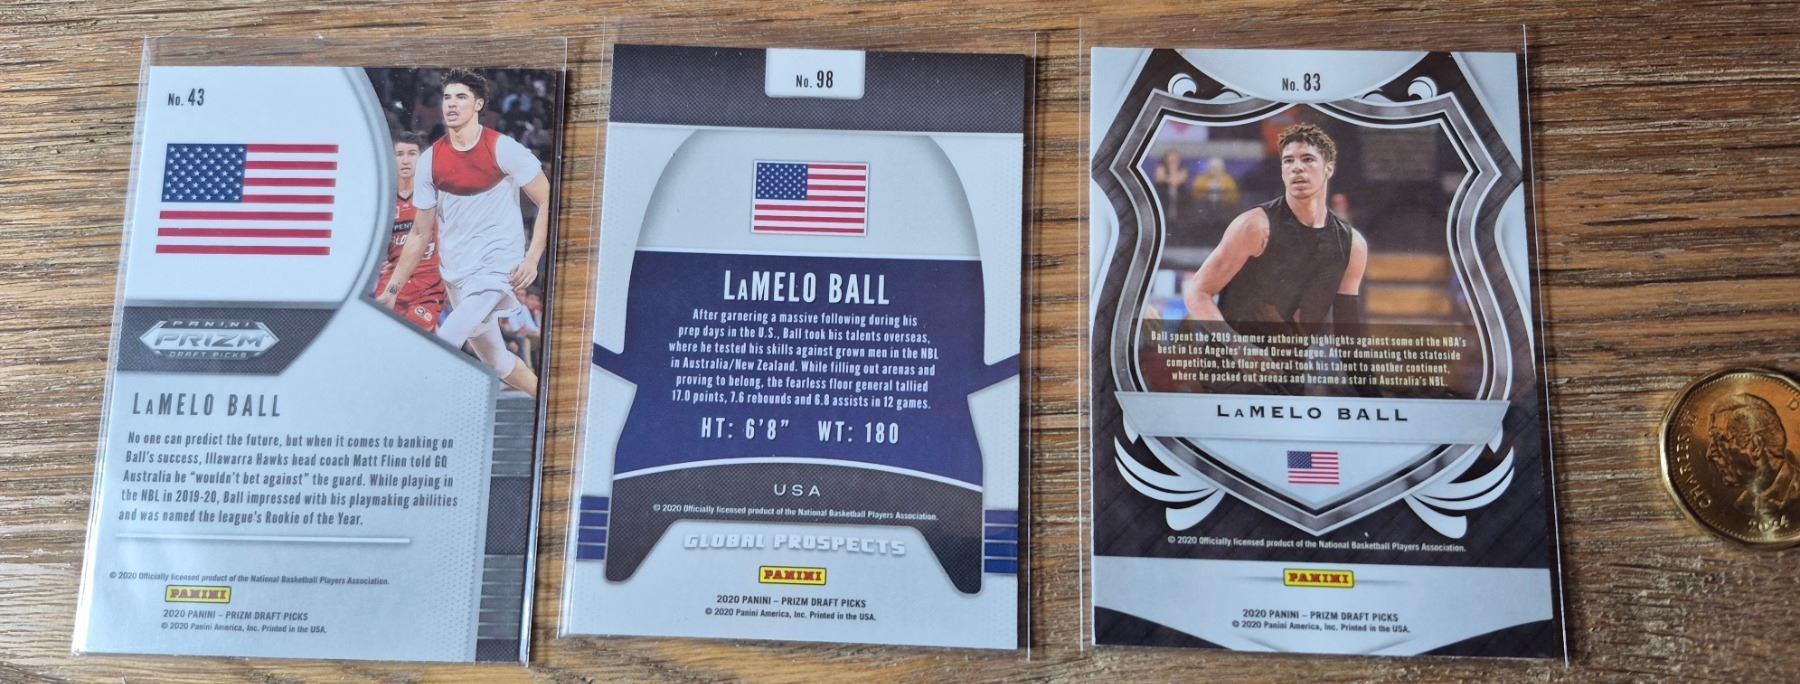 No. 43
PANINI
PRIZM
DRAFT PICKS
LAMELO BALL
No one can predict the future, but when it comes to banking on
Ball's success, Illawarra Hawks head coach Matt Flinn told GQ
Australia he "wouldn't bet against" the guard. While playing in
the NBL in 2019-20, Ball impressed with his playmaking abilities
and was named the league's Rookie of the Year.
© 2020 Officially licensed product of the National Basketball Players Association.
PANINI
2020 PANINI – PRIZM DRAFT PICKS
© 2020 Panini America, Inc. Printed in the USA.
No. 98
LAMELO BALL
After garnering a massive following during his
prep days in the U.S., Ball took his talents overseas,
where he tested his skills against grown men in the NBL
in Australia/New Zealand. While filling out arenas and
proving to belong, the fearless floor general tallied
17.0 points, 7.6 rebounds and 6.8 assists in 12 games.
HT: 6'8" WT: 180
USA
© 2020 Officially licensed product of the National Basketball Players Association.
GLOBAL PROSPECTS
PANINI
2020 PANINI – PRIZM DRAFT PICKS
© 2020 Panini America, Inc. Printed in the USA.
No. 83
Ball spent the 2019 summer authoring highlights against some of the NBA's
best in Los Angeles' famed Drew League. After dominating the stateside
competition, the floor general took his talent to another continent,
where he packed out arenas and became a star in Australia's NBL.
LAMELO BALL
© 2020 Officially licensed product of the National Basketball Players Association.
PANINI
2020 PANINI – PRIZM DRAFT PICKS
© 2020 Panini America, Inc. Printed in the USA.
CHARLES III
2024